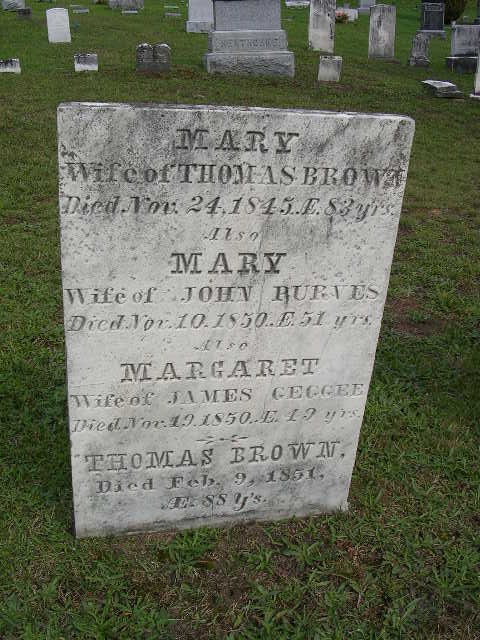 MARY
Wife of THOMAS BROWN
Died Nov. 24, 1845. Æ. 83 yrs.
Also
MARY
Wife of JOHN PURVES
Died Nov. 10. 1850. Æ. 51 yrs.
Also
MARGARET
Wife of JAMES GEGGEE
Died Nov. 19. 1850. Æ. 49 yrs.
THOMAS BROWN,
Died Feb. 9, 1851,
Æ. 88 y's.